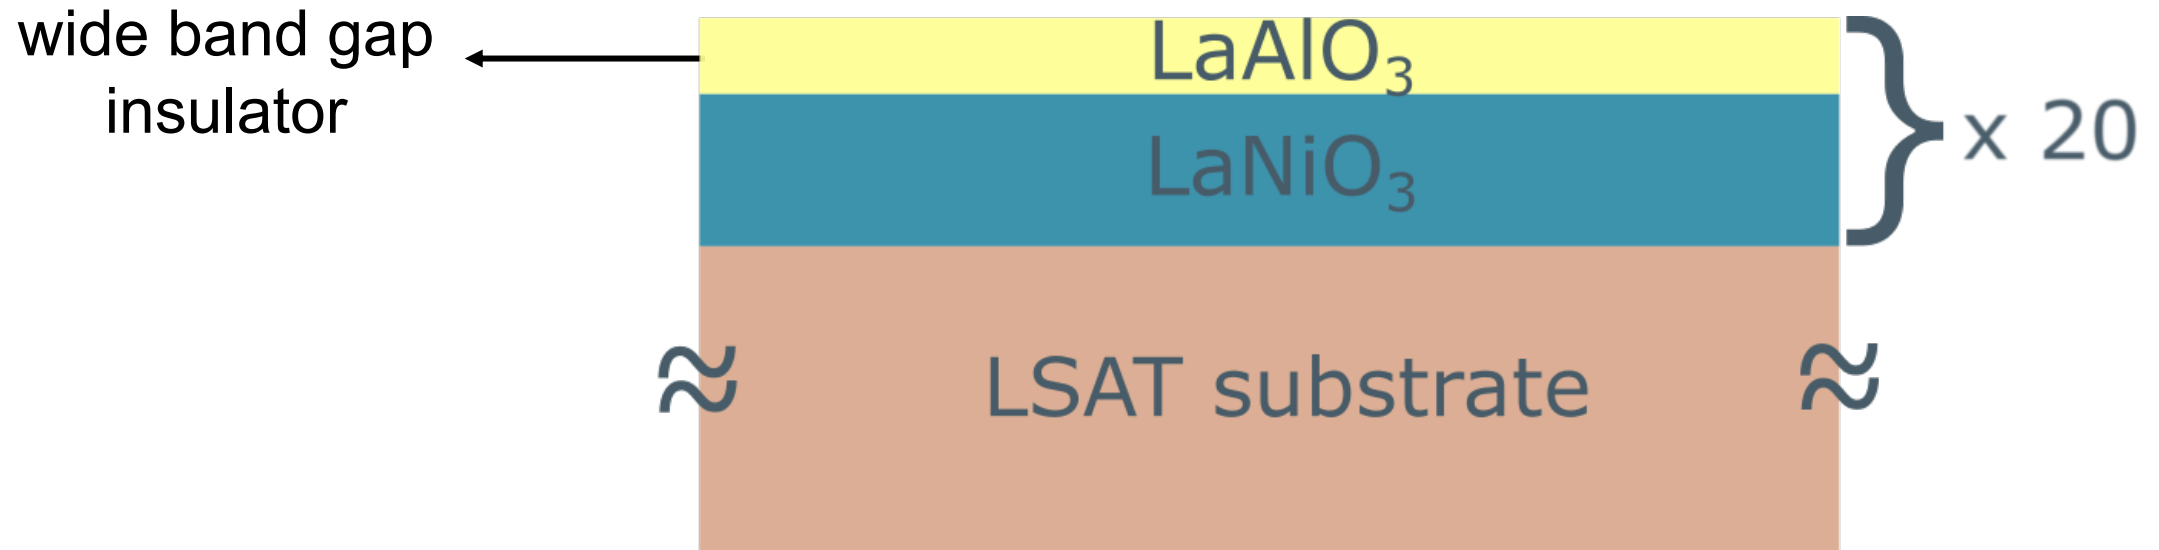 wide band gap
insulator
LaAlO₃
LaNiO₃
x 20
LSAT substrate
≈
≈